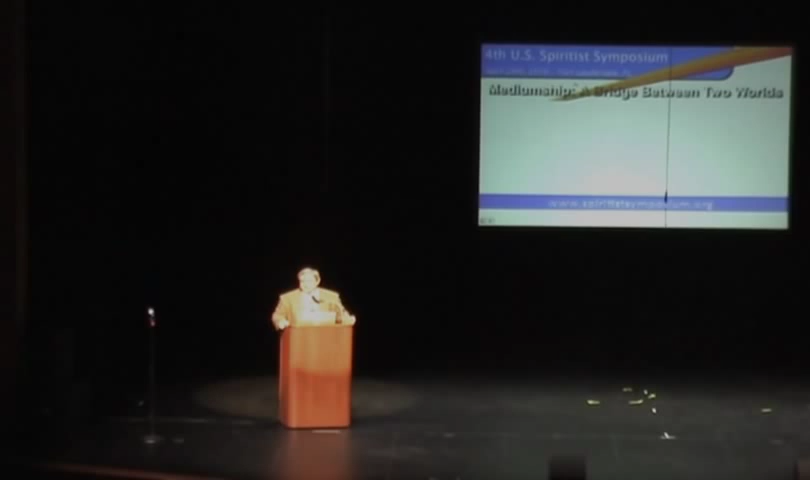 4th U.S. Spiritist Symposium
Mediumship: A Bridge Between Two Worlds
www.spiritistsymposium.org